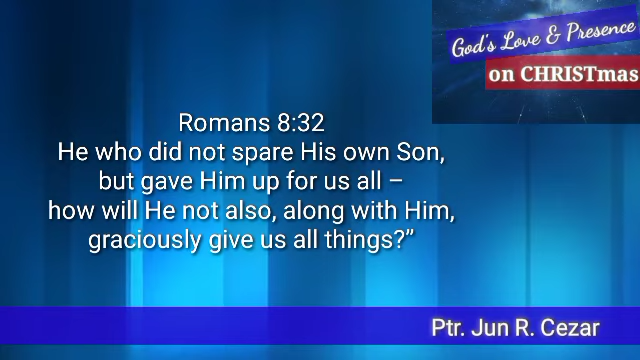 God's Love & Presence
on CHRISTmas
Romans 8:32
He who did not spare His own Son,
but gave Him up for us all –
how will He not also, along with Him,
graciously give us all things?”
Ptr. Jun R. Cezar